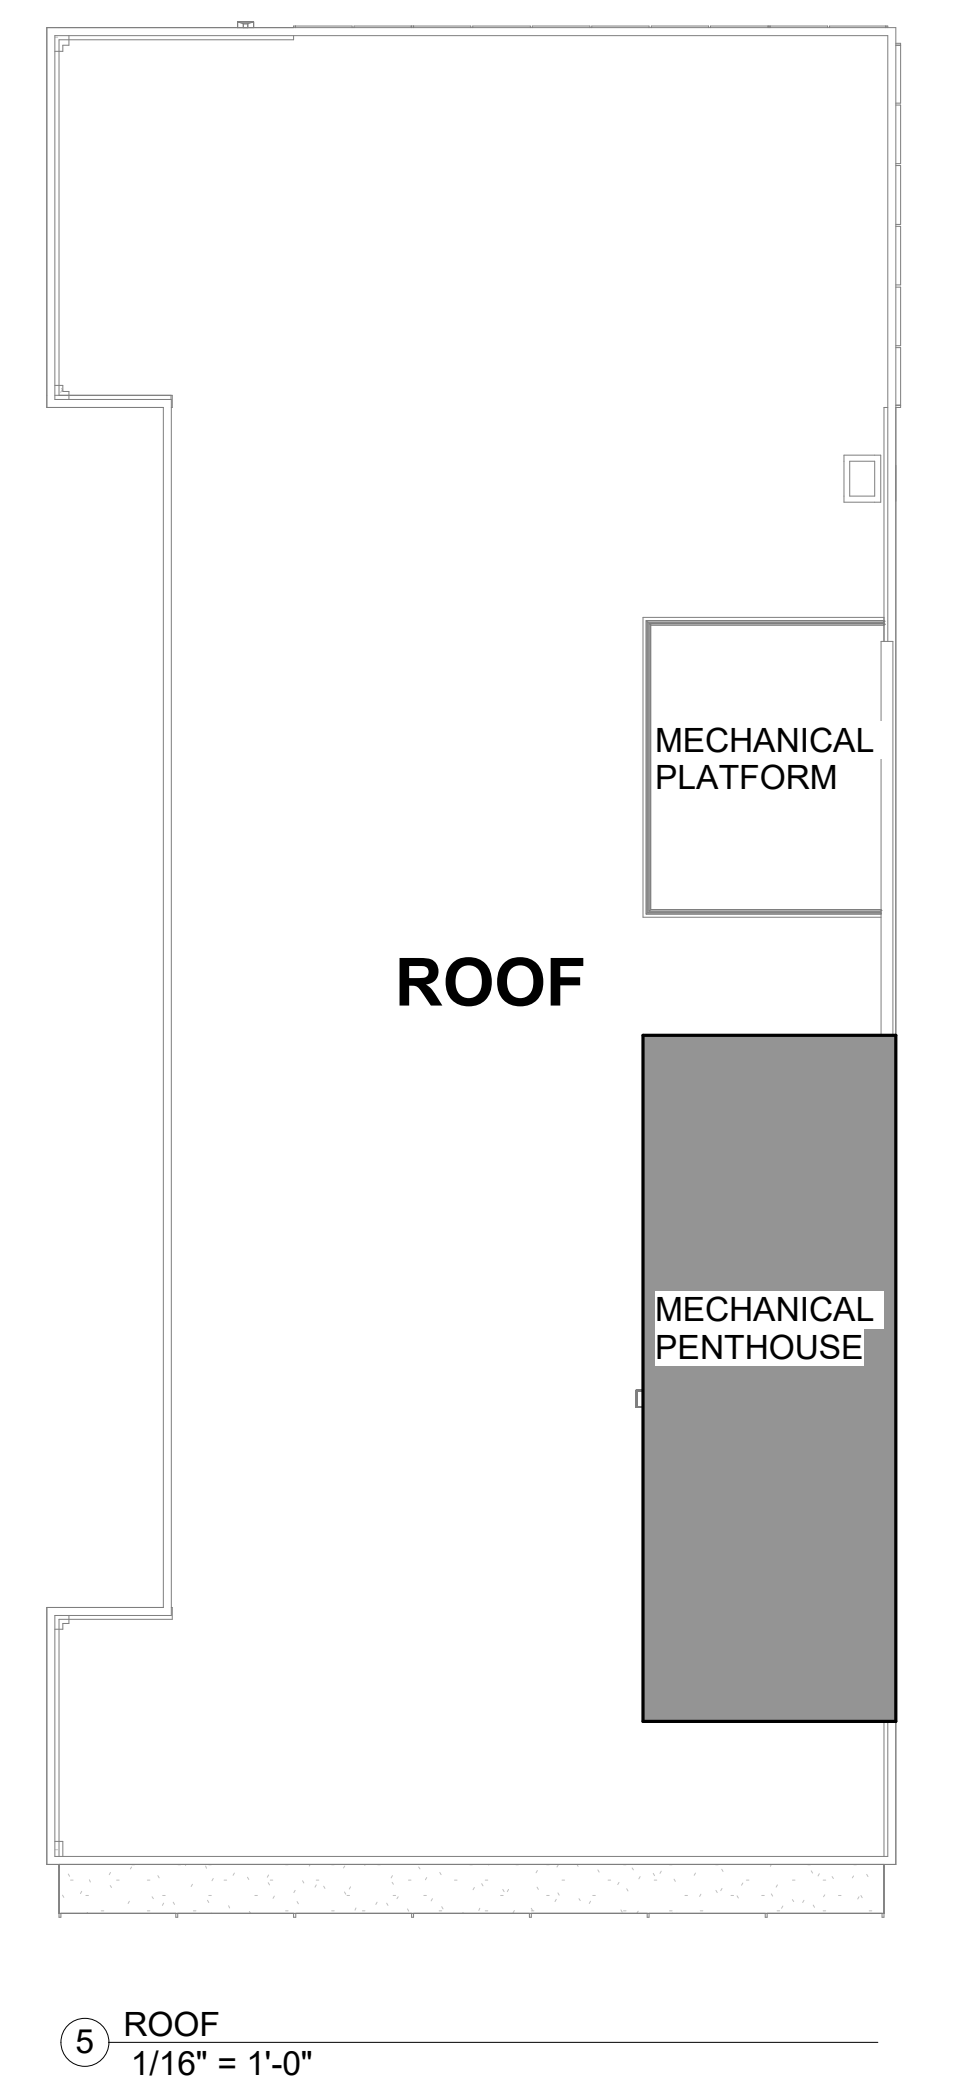 MECHANICAL
PLATFORM
ROOF
MECHANICAL
PENTHOUSE
5
ROOF
1/16" = 1'-0"